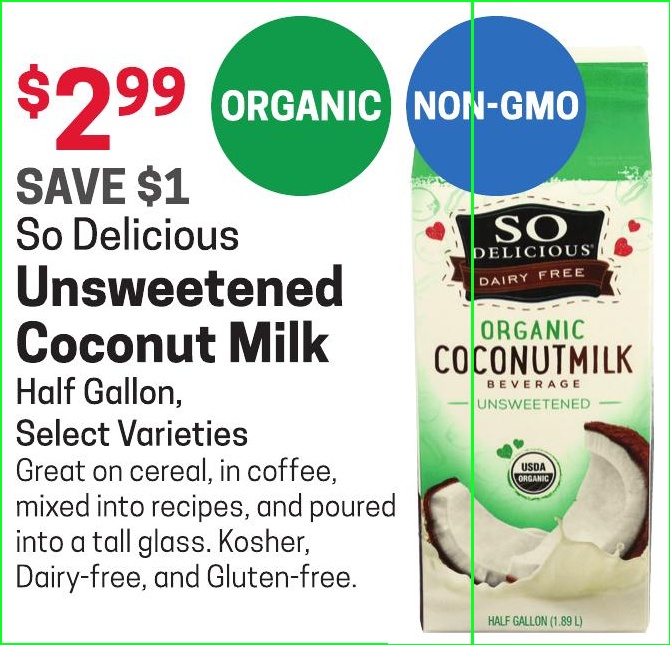 $2.99
SAVE $1
So Delicious
Unsweetened
Coconut Milk
Half Gallon,
Select Varieties
Great on cereal, in coffee,
mixed into recipes, and poured
into a tall glass. Kosher,
Dairy-free, and Gluten-free.
ORGANIC
NON-GMO
SO
DELICIOUS®
DAIRY FREE
ORGANIC
COCONUTMILK
BEVERAGE
UNSWEETENED
USDA
ORGANIC
HALF GALLON (1.89 L)